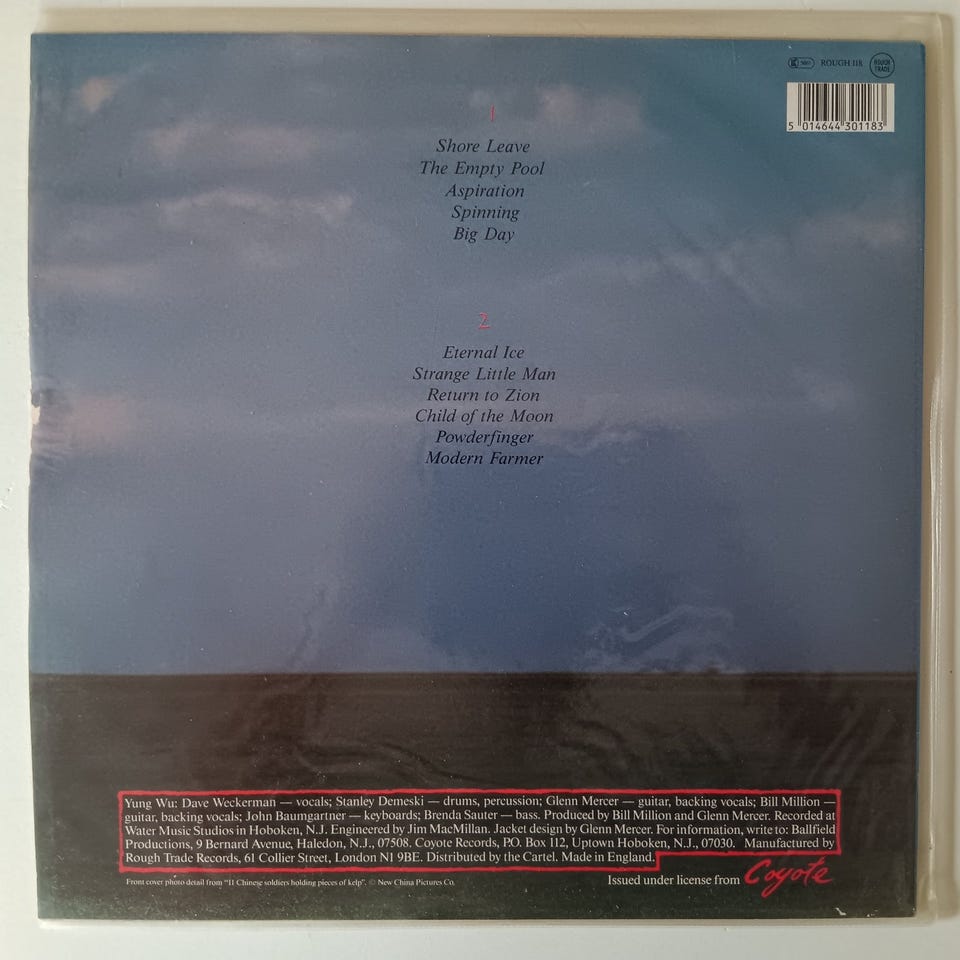 ROUGH 118
ROUGH TRADE
5 014644 301183
1
Shore Leave
The Empty Pool
Aspiration
Spinning
Big Day
2
Eternal Ice
Strange Little Man
Return to Zion
Child of the Moon
Powderfinger
Modern Farmer
Yung Wu: Dave Weckerman — vocals; Stanley Demeski — drums, percussion; Glenn Mercer — guitar, backing vocals; Bill Million —
guitar, backing vocals; John Baumgartner — keyboards; Brenda Sauter — bass. Produced by Bill Million and Glenn Mercer. Recorded at
Water Music Studios in Hoboken, N.J. Engineered by Jim MacMillan. Jacket design by Glenn Mercer. For information, write to: Ballfield
Productions, 9 Bernard Avenue, Haledon, N.J., 07508. Coyote Records, P.O. Box 112, Uptown Hoboken, N.J., 07030. Manufactured by
Rough Trade Records, 61 Collier Street, London N1 9BE. Distributed by the Cartel. Made in England.
Front cover photo detail from "11 Chinese soldiers holding pieces of kelp". © New China Pictures Co.
Issued under license from Coyote